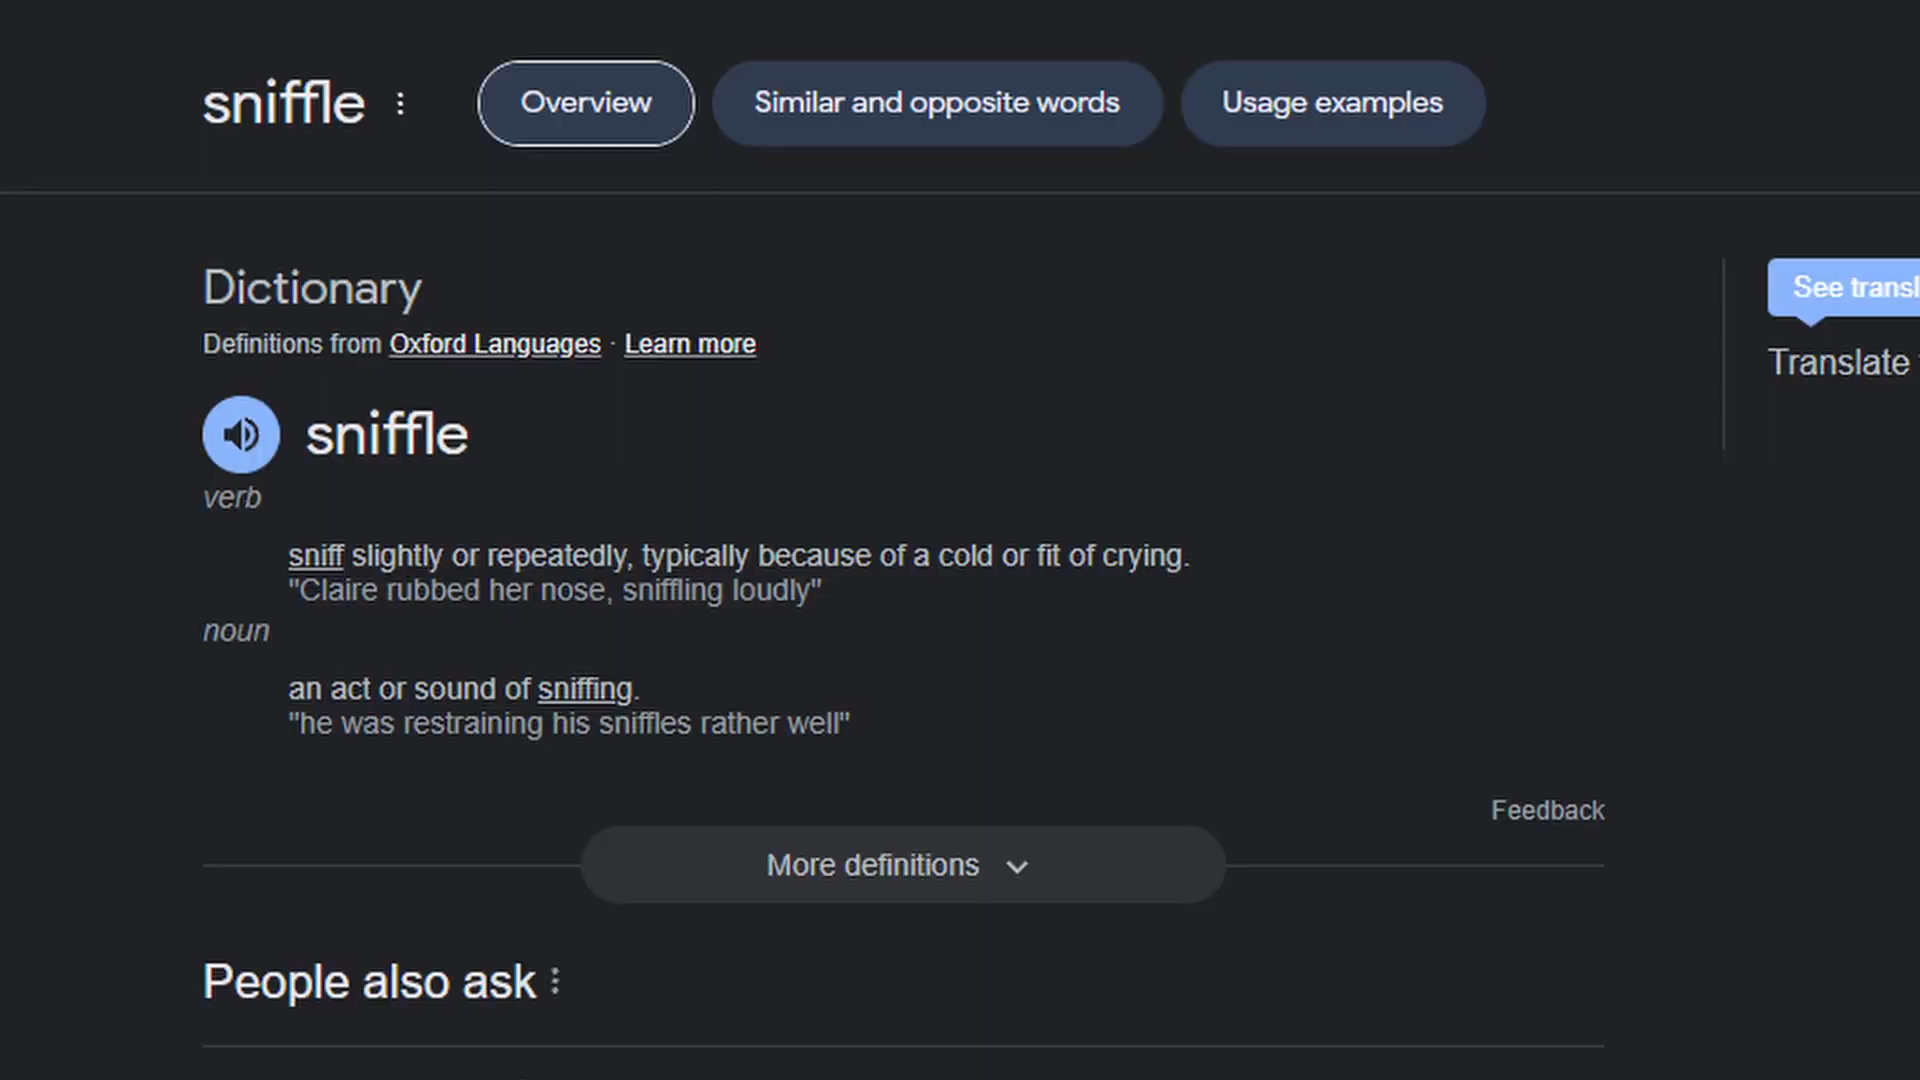 sniffle
Overview
Similar and opposite words
Usage examples
Dictionary
Definitions from Oxford Languages · Learn more
See transl
Translate
sniffle
verb
sniff slightly or repeatedly, typically because of a cold or fit of crying.
"Claire rubbed her nose, sniffling loudly"
noun
an act or sound of sniffing.
"he was restraining his sniffles rather well"
Feedback
More definitions
People also ask